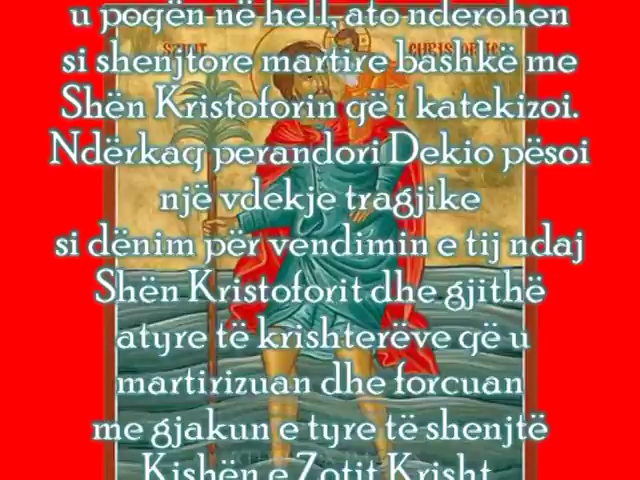 u poqën në hell, ato nderohen
si shenjtore martire bashkë me
Shën Kristoforin që i katekizoi.
Ndërkaq perandori Dekio pësoi
një vdekje tragjike
si dënim për vendimin e tij ndaj
Shën Kristoforit dhe gjithë
atyre të krishterëve që u
martirizuan dhe forcuan
me gjakun e tyre të shenjtë
Kishën e Zotit Krisht